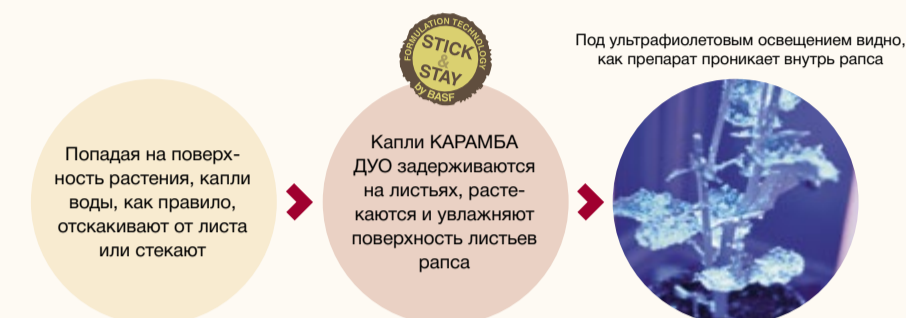 FORMULATION TECHNOLOGY
STICK
&
STAY
by BASF
Под ультрафиолетовым освещением видно,
как препарат проникает внутрь рапса
Попадая на поверх-
ность растения, капли
воды, как правило,
отскакивают от листа
или стекают
Капли КАРАМБА
ДУО задерживаются
на листьях, расте-
каются и увлажняют
поверхность листьев
рапса